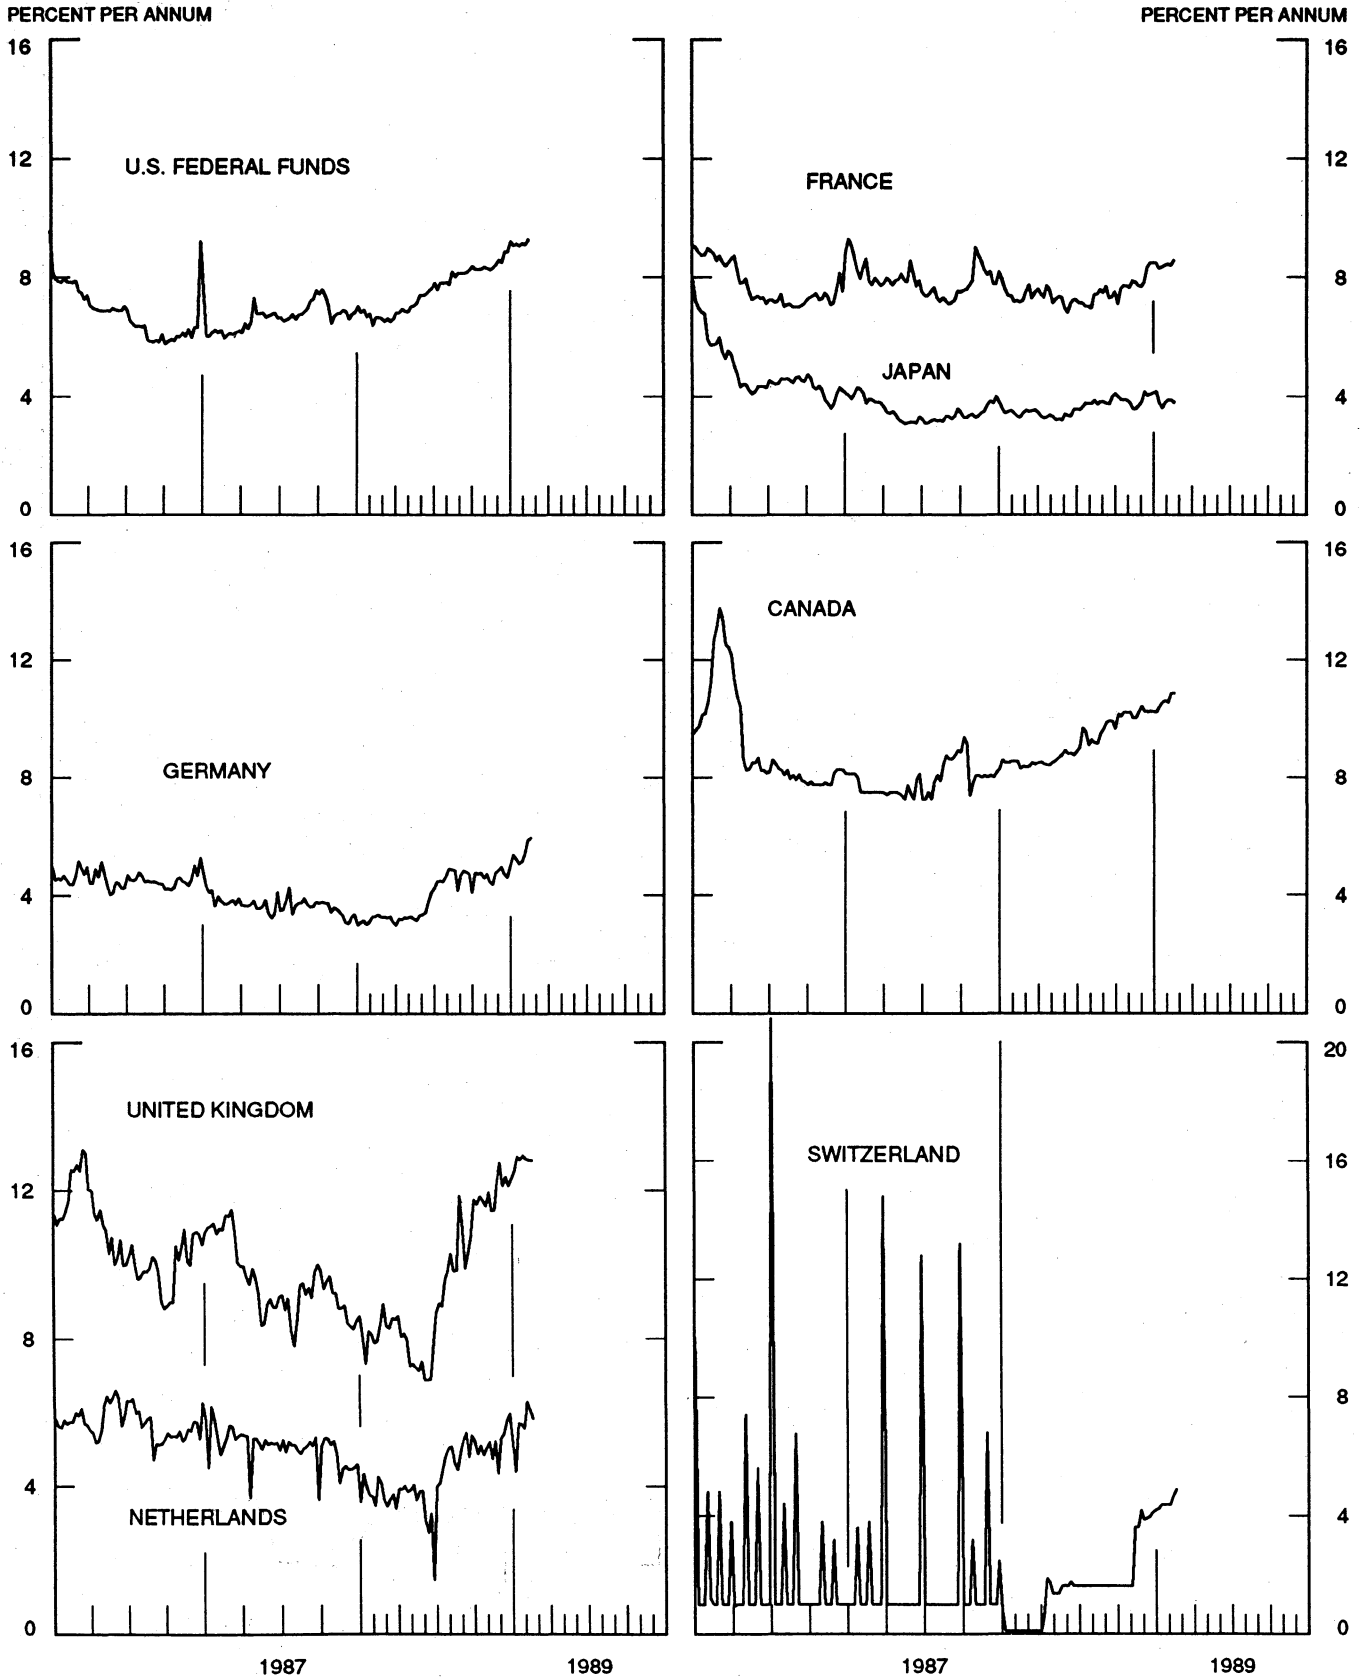 PERCENT PER ANNUM PERCENT PER ANNUM
16 16
12 12
U.S. FEDERAL FUNDS
FRANCE
8 8
JAPAN
4 4
0 0
16 16
CANADA
12 12
GERMANY
8 8
4 4
0 0
16 20
UNITED KINGDOM
SWITZERLAND
16
12
12
8 8
4
NETHERLANDS
4
0 0
1987 1989 1987 1989